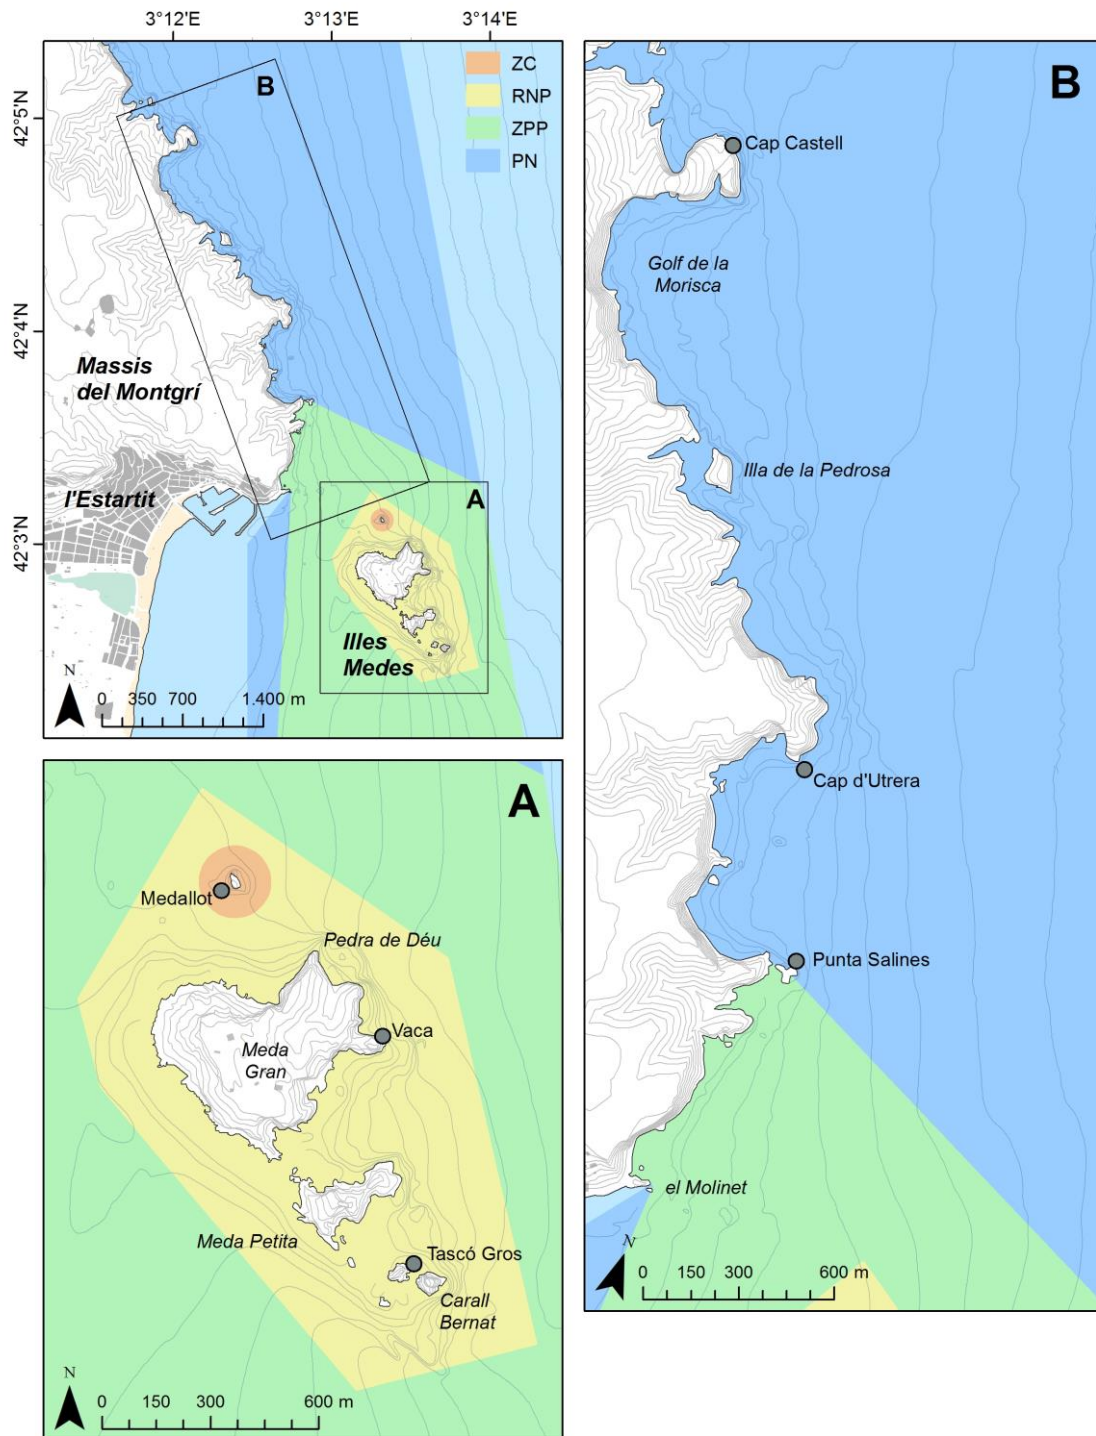 3°12'E 3°13'E 3°14'E
42°5'N
42°4'N
42°3'N
B
ZC
RNP
ZPP
PN
Massis
del Montgrí
l'Estartit
A
Illes
Medes
N
0 350 700 1.400 m
A
Medallot
Pedra de Déu
Vaca
Meda
Gran
Meda Petita
Tascó Gros
Carall
Bernat
N
0 150 300 600 m
B
Cap Castell
Golf de la
Morisca
Illa de la Pedrosa
Cap d'Utrera
Punta Salines
el Molinet
N
0 150 300 600 m